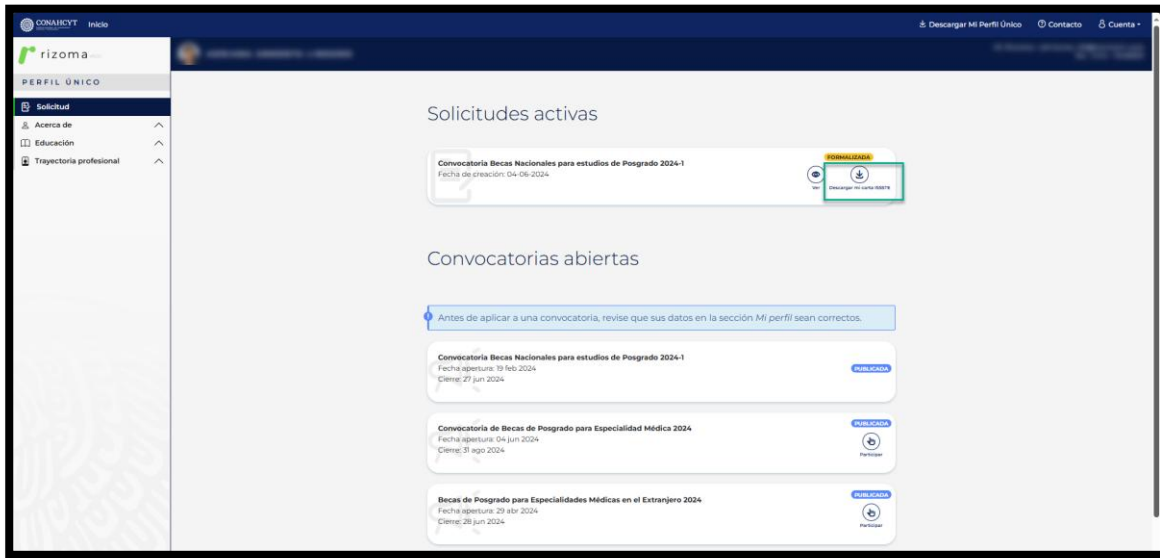 CONAHCYT Inicio
Descargar Mi Perfil Único Contacto Cuenta
rizoma
PERFIL ÚNICO
Solicitud
Acerca de
Educación
Trayectoria profesional
Solicitudes activas
Convocatoria Becas Nacionales para estudios de Posgrado 2024-1
Fecha de creación: 04-06-2024
FORMALIZADA
Ver
Descargar mi carta
Convocatorias abiertas
Antes de aplicar a una convocatoria, revise que sus datos en la sección Mi perfil sean correctos.
Convocatoria Becas Nacionales para estudios de Posgrado 2024-1
Fecha apertura: 19 feb 2024
Cierre: 27 jun 2024
PUBLICADA
Convocatoria de Becas de Posgrado para Especialidad Médica 2024
Fecha apertura: 04 jun 2024
Cierre: 31 ago 2024
PUBLICADA
Participar
Becas de Posgrado para Especialidades Médicas en el Extranjero 2024
Fecha apertura: 29 abr 2024
Cierre: 28 jun 2024
PUBLICADA
Participar